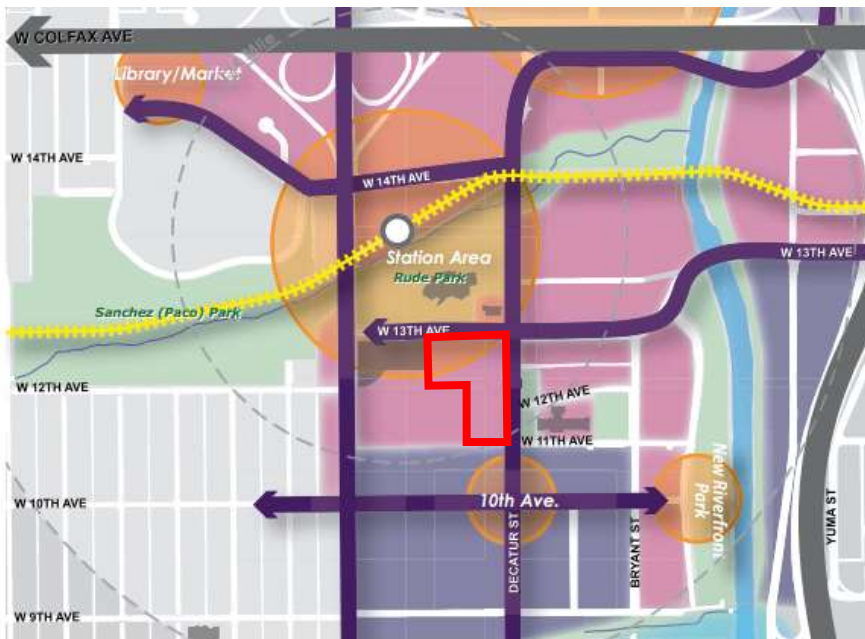 W COLFAX AVE
Mile
Library/Market
W 14TH AVE
W 14TH AVE
Station Area
Rude Park
W 13TH AVE
Sanchez (Paco) Park
W 13TH AVE
W 12TH AVE
W 12TH AVE
W 11TH AVE
W 10TH AVE
10th Ave.
New Riverfront
Park
DECATUR ST
BRYANT ST
YUMA ST
W 9TH AVE